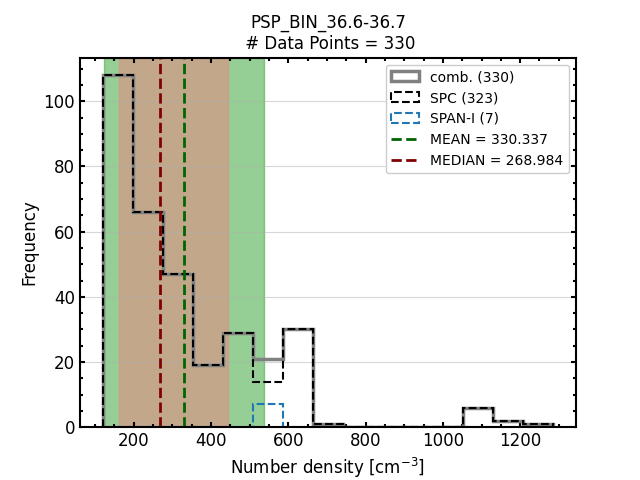 PSP_BIN_36.6-36.7
# Data Points = 330
comb. (330)
SPC (323)
SPAN-I (7)
MEAN = 330.337
MEDIAN = 268.984
Frequency
100
80
60
40
20
0
200 400 600 800 1000 1200
Number density [cm⁻³]